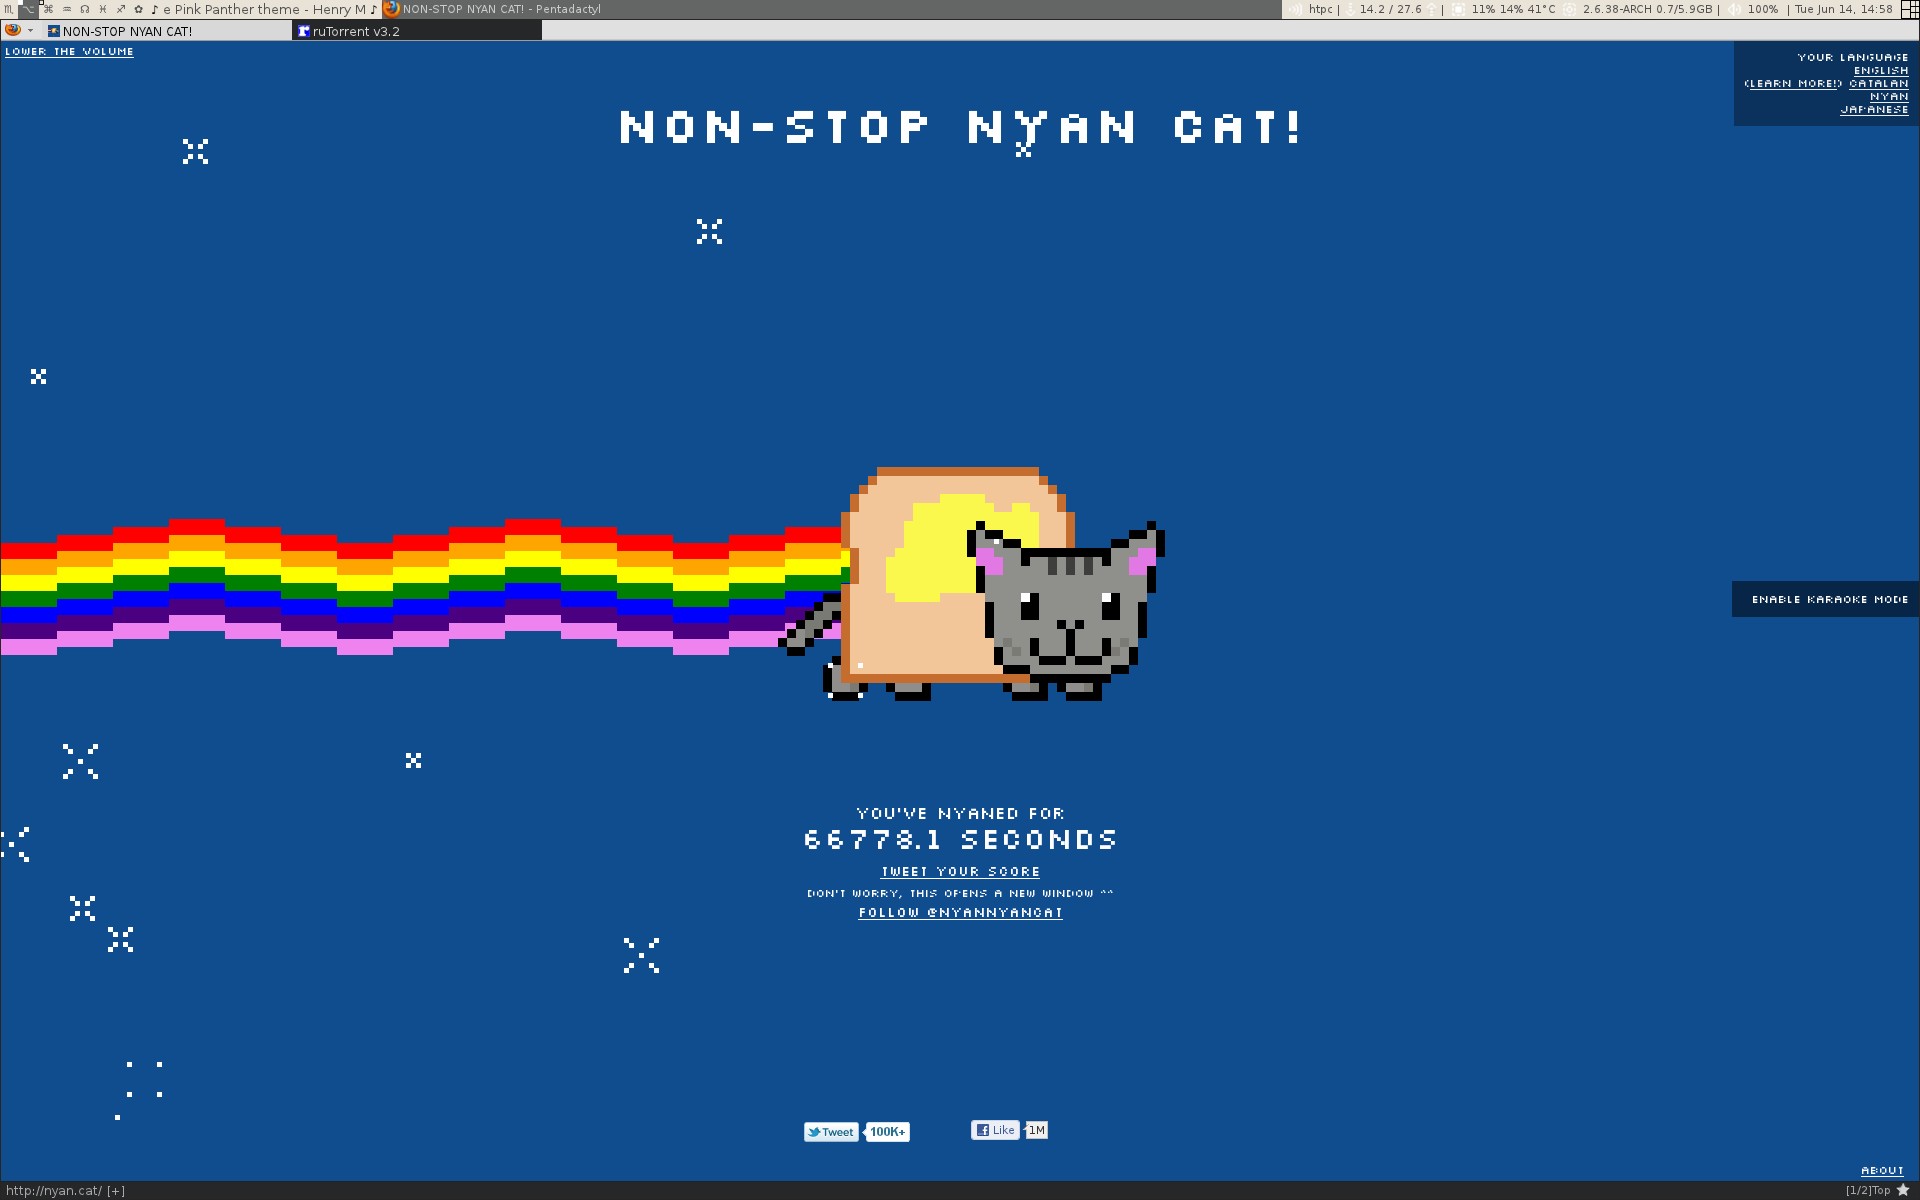 e Pink Panther theme - Henry M
NON-STOP NYAN CAT! - Pentadactyl
htpc | 14.2 / 27.6 | 11% 14% 41°C 2.6.38-ARCH 0.7/5.9GB | 100% | Tue Jun 14, 14:58
NON-STOP NYAN CAT!
ruTorrent v3.2
LOWER THE VOLUME
YOUR LANGUAGE
ENGLISH
(LEARN MORE!) CATALAN
NYAN
JAPANESE
NON-STOP NYAN CAT!
ENABLE KARAOKE MODE
YOU'VE NYANED FOR
66778.1 SECONDS
TWEET YOUR SCORE
DON'T WORRY, THIS OPENS A NEW WINDOW ^^
FOLLOW @NYANNYANCAT
Tweet 100K+
Like 1M
ABOUT
http://nyan.cat/ [+]
[1/2]Top